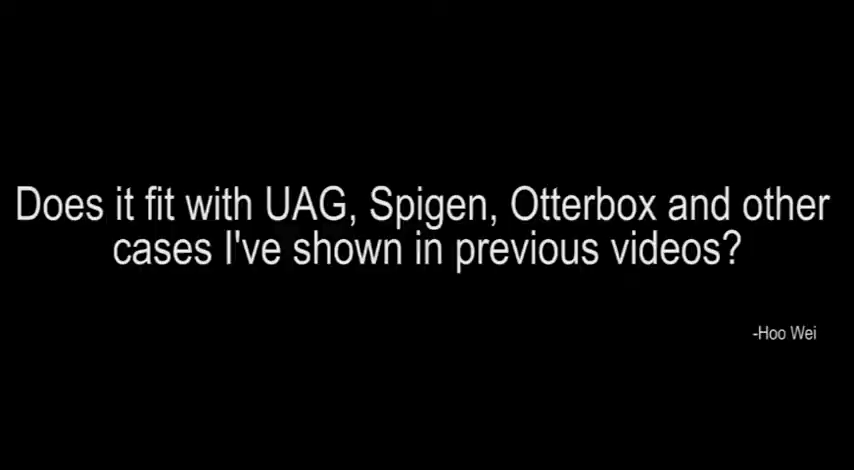 Does it fit with UAG, Spigen, Otterbox and other
cases I've shown in previous videos?
-Hoo Wei